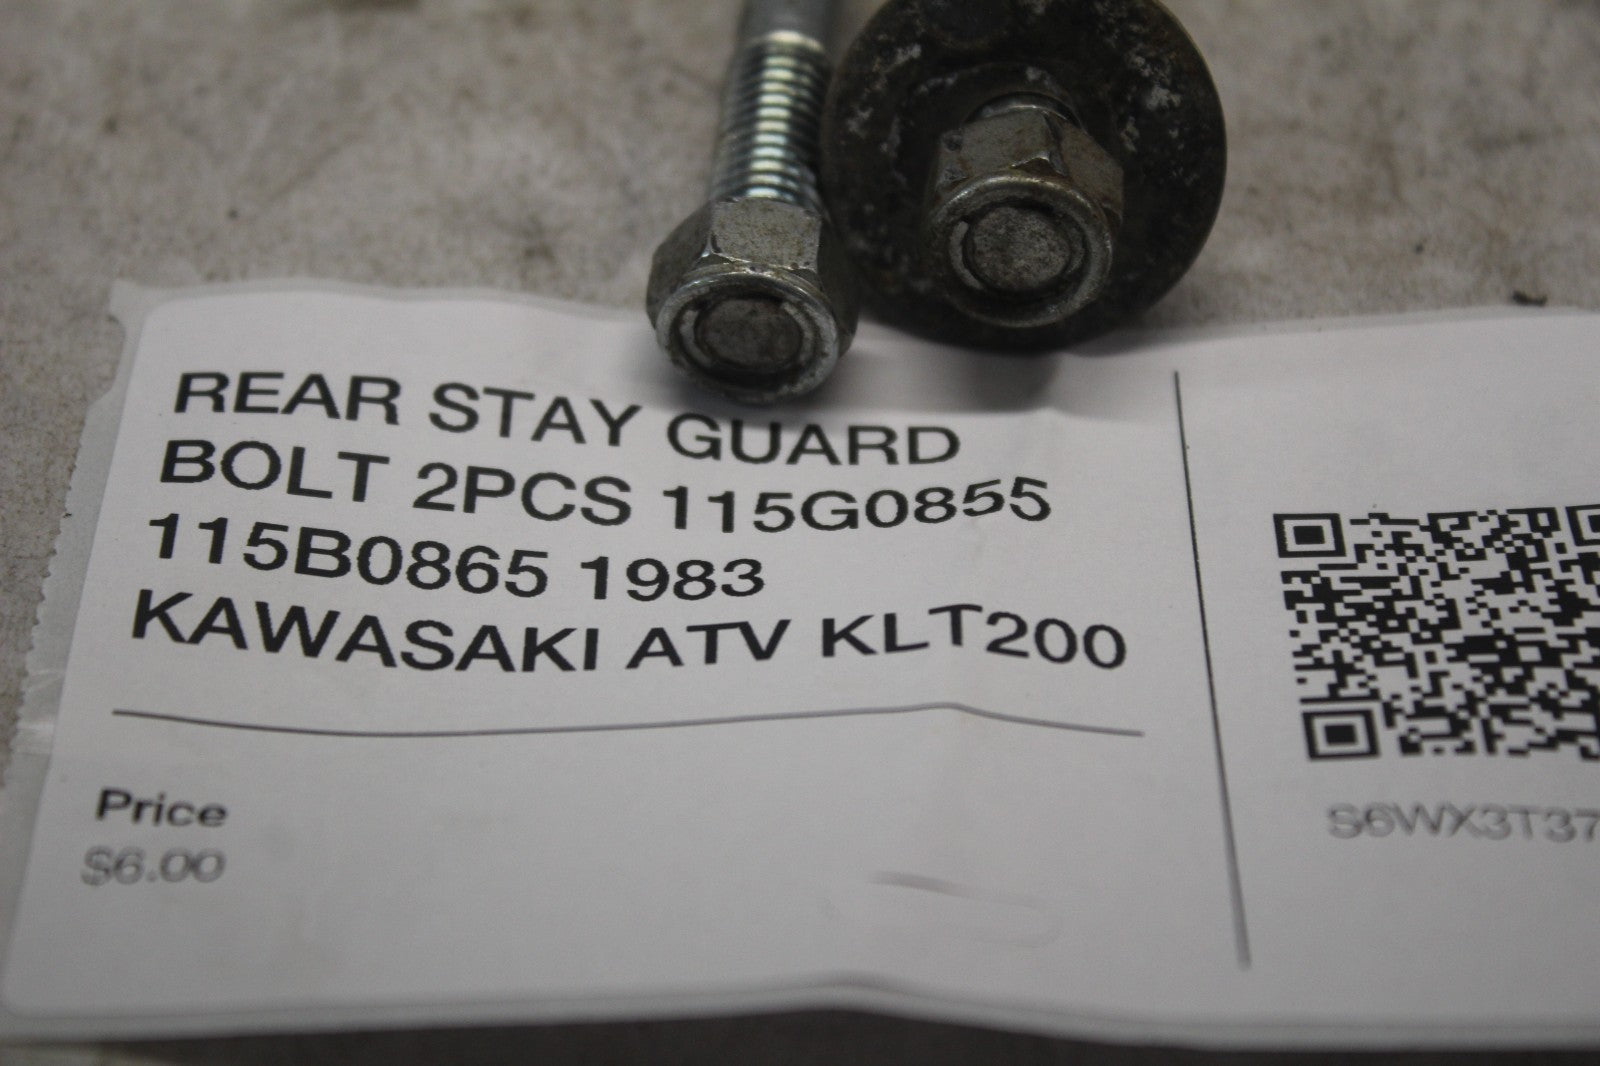 REAR STAY GUARD
BOLT 2PCS 115G0855
115B0865 1983
KAWASAKI ATV KLT200
Price
$6.00
S6WX3T37